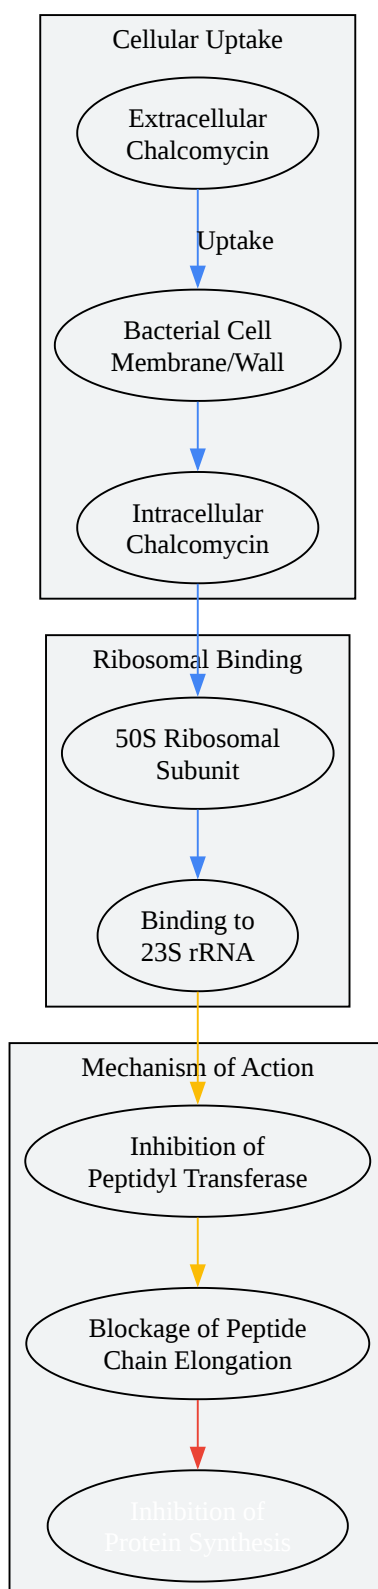 Cellular Uptake
Extracellular
Chalcomycin
Uptake
Bacterial Cell
Membrane/Wall
Intracellular
Chalcomycin
Ribosomal Binding
50S Ribosomal
Subunit
Binding to
23S rRNA
Mechanism of Action
Inhibition of
Peptidyl Transferase
Blockage of Peptide
Chain Elongation
Inhibition of
Protein Synthesis